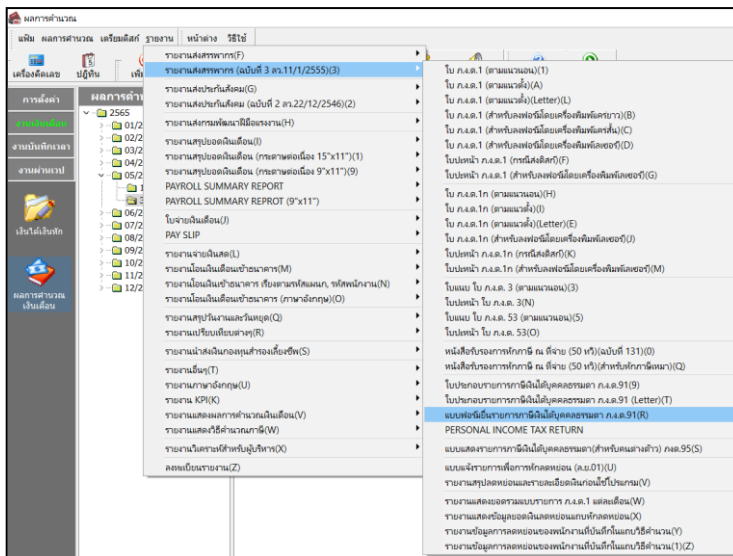 ผลการคำนวณ
แฟ้ม ผลการคำนวณ เตรียมดิสก์ รายงาน หน้าต่าง วิธีใช้
เครื่องคิดเลข ปฏิทิน
การตั้งค่า
งานสิ้นเดือน
งานบันทึกเวลา
งานผ่านเวป
เงินได้เงินหัก
ผลการคำนวณ
เงินเดือน
2565
01/2
02/2
03/2
04/2
05/2
06/2
07/2
08/2
09/2
10/2
11/2
12/2
รายงานส่งสรรพากร(F)
รายงานส่งสรรพากร (ฉบับที่ 3 ลว.11/1/2555)(3)
รายงานส่งประกันสังคม(G)
รายงานส่งประกันสังคม (ฉบับที่ 2 ลว.22/12/2546)(2)
รายงานส่งกรมพัฒนาฝีมือแรงงาน(H)
รายงานสรุปยอดเงินเดือน(I)
รายงานสรุปยอดเงินเดือน (กระดาษต่อเนื่อง 15"x11")(1)
รายงานสรุปยอดเงินเดือน (กระดาษต่อเนื่อง 9"x11")(9)
PAYROLL SUMMARY REPORT
PAYROLL SUMMARY REPROT (9"x11")
ใบจ่ายเงินเดือน(J)
PAY SLIP
รายงานจ่ายเงินสด(L)
รายงานโอนเงินเดือนเข้าธนาคาร(M)
รายงานโอนเงินเดือนเข้าธนาคาร เรียงตามรหัสแผนก, รหัสพนักงาน(N)
รายงานโอนเงินเดือนเข้าธนาคาร (ภาษาอังกฤษ)(O)
รายงานสรุปวันงานและวันหยุด(Q)
รายงานเปรียบเทียบต่างๆ(R)
รายงานนำส่งเงินกองทุนสำรองเลี้ยงชีพ(S)
รายงานอื่นๆ(T)
รายงานภาษาอังกฤษ(U)
รายงาน KPI(K)
รายงานแสดงผลการคำนวณเงินเดือน(V)
รายงานแสดงวิธีคำนวณภาษี(W)
รายงานวิเคราะห์สำหรับผู้บริหาร(X)
ลงทะเบียนรายงาน(Z)
ใบ ภ.ง.ด.1 (ตามแนวนอน)(1)
ใบ ภ.ง.ด.1 (ตามแนวตั้ง)(A)
ใบ ภ.ง.ด.1 (ตามแนวตั้ง)(Letter)(L)
ใบ ภ.ง.ด.1 (สำหรับลงฟอร์มโดยเครื่องพิมพ์แคร่ยาว)(B)
ใบ ภ.ง.ด.1 (สำหรับลงฟอร์มโดยเครื่องพิมพ์แคร่สั้น)(C)
ใบ ภ.ง.ด.1 (สำหรับลงฟอร์มโดยเครื่องพิมพ์เลเซอร์)(D)
ใบปะหน้า ภ.ง.ด.1 (กรณีส่งดิสก์)(F)
ใบปะหน้า ภ.ง.ด.1 (สำหรับลงฟอร์มโดยเครื่องพิมพ์เลเซอร์)(G)
ใบ ภ.ง.ด.1ก (ตามแนวนอน)(H)
ใบ ภ.ง.ด.1ก (ตามแนวตั้ง)(I)
ใบ ภ.ง.ด.1ก (ตามแนวตั้ง)(Letter)(E)
ใบ ภ.ง.ด.1ก (สำหรับลงฟอร์มโดยเครื่องพิมพ์เลเซอร์)(J)
ใบปะหน้า ภ.ง.ด.1ก (กรณีส่งดิสก์)(K)
ใบปะหน้า ภ.ง.ด.1ก (สำหรับลงฟอร์มโดยเครื่องพิมพ์เลเซอร์)(M)
ใบแนบ ใบ ภ.ง.ด. 3 (ตามแนวนอน)(3)
ใบปะหน้า ใบ ภ.ง.ด. 3(N)
ใบแนบ ใบ ภ.ง.ด. 53 (ตามแนวนอน)(5)
ใบปะหน้า ใบ ภ.ง.ด. 53(O)
หนังสือรับรองการหักภาษี ณ ที่จ่าย (50 ทวิ)(ฉบับที่ 131)(0)
หนังสือรับรองการหักภาษี ณ ที่จ่าย (50 ทวิ)(สำหรับหักภาษีเหมา)(Q)
ใบประกอบรายการภาษีเงินได้บุคคลธรรมดา ภ.ง.ด.91(9)
ใบประกอบรายการภาษีเงินได้บุคคลธรรมดา ภ.ง.ด.91 (Letter)(T)
แบบฟอร์มยื่นรายการภาษีเงินได้บุคคลธรรมดา ภ.ง.ด.91(R)
PERSONAL INCOME TAX RETURN
แบบแสดงรายการภาษีเงินได้บุคคลธรรมดา(สำหรับคนต่างด้าว) ภงด.95(S)
แบบแจ้งรายการเพื่อการหักลดหย่อน (ล.ย.01)(U)
รายงานสรุปลดหย่อนและรายละเอียดเงินก่อนใช้โปรแกรม(V)
รายงานแสดงยอดรวมแบบรายการ ภ.ง.ด.1 แต่ละเดือน(W)
รายงานแสดงข้อมูลยอดเงินลดหย่อนแถบหักลดหย่อน(X)
รายงานข้อมูลการลดหย่อนของพนักงานที่บันทึกในแถบวิธีคำนวน(Y)
รายงานข้อมูลการลดหย่อนของพนักงานที่บันทึกในแถบวิธีคำนวน(1)(Z)